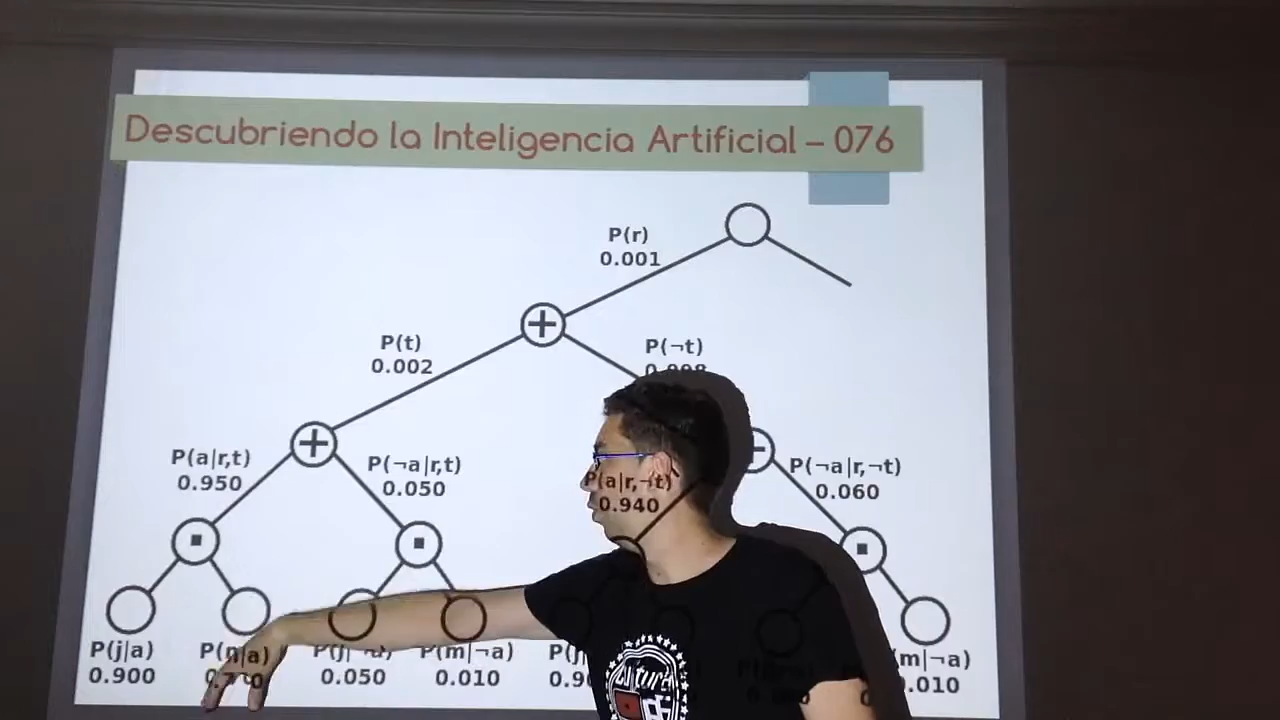 Descubriendo la Inteligencia Artificial – 076
P(r)
0.001
P(t)
0.002
P(¬t)
P(a|r,t)
0.950
P(¬a|r,t)
0.050
P(a|r,¬t)
0.940
P(¬a|r,¬t)
0.060
P(j|a)
0.900
P(m|¬a)
0.050
0.010
(m|¬a)
.010